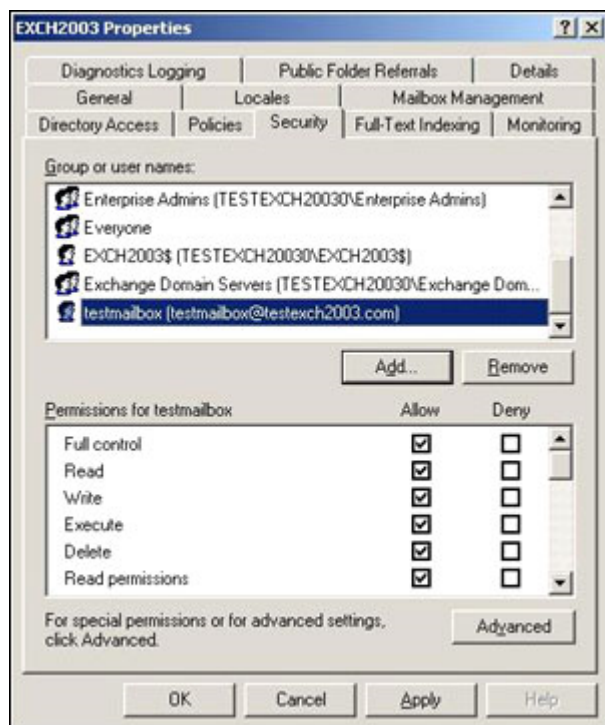 EXCH2003 Properties
Diagnostics Logging Public Folder Referrals Details
General Locales Mailbox Management
Directory Access Policies Security Full-Text Indexing Monitoring
Group or user names:
Enterprise Admins (TESTEXCH20030\Enterprise Admins)
Everyone
EXCH2003$ (TESTEXCH20030\EXCH2003$)
Exchange Domain Servers (TESTEXCH20030\Exchange Dom...
testmailbox (testmailbox@testexch2003.com)
Add... Remove
Permissions for testmailbox Allow Deny
Full control
Read
Write
Execute
Delete
Read permissions
For special permissions or for advanced settings,
click Advanced.
Advanced
OK Cancel Apply Help